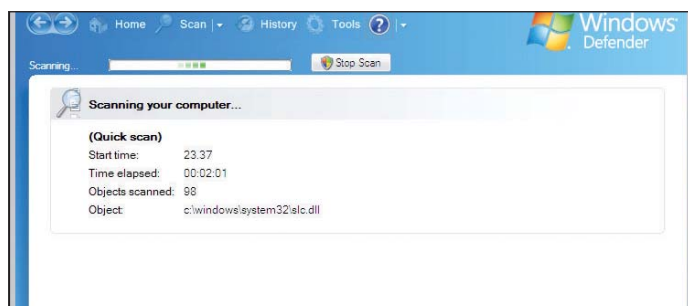 Home Scan History Tools ?
Windows
Defender
Scanning... Stop Scan
Scanning your computer...
(Quick scan)
Start time: 23.37
Time elapsed: 00:02:01
Objects scanned: 98
Object: c:\windows\system32\slc.dll